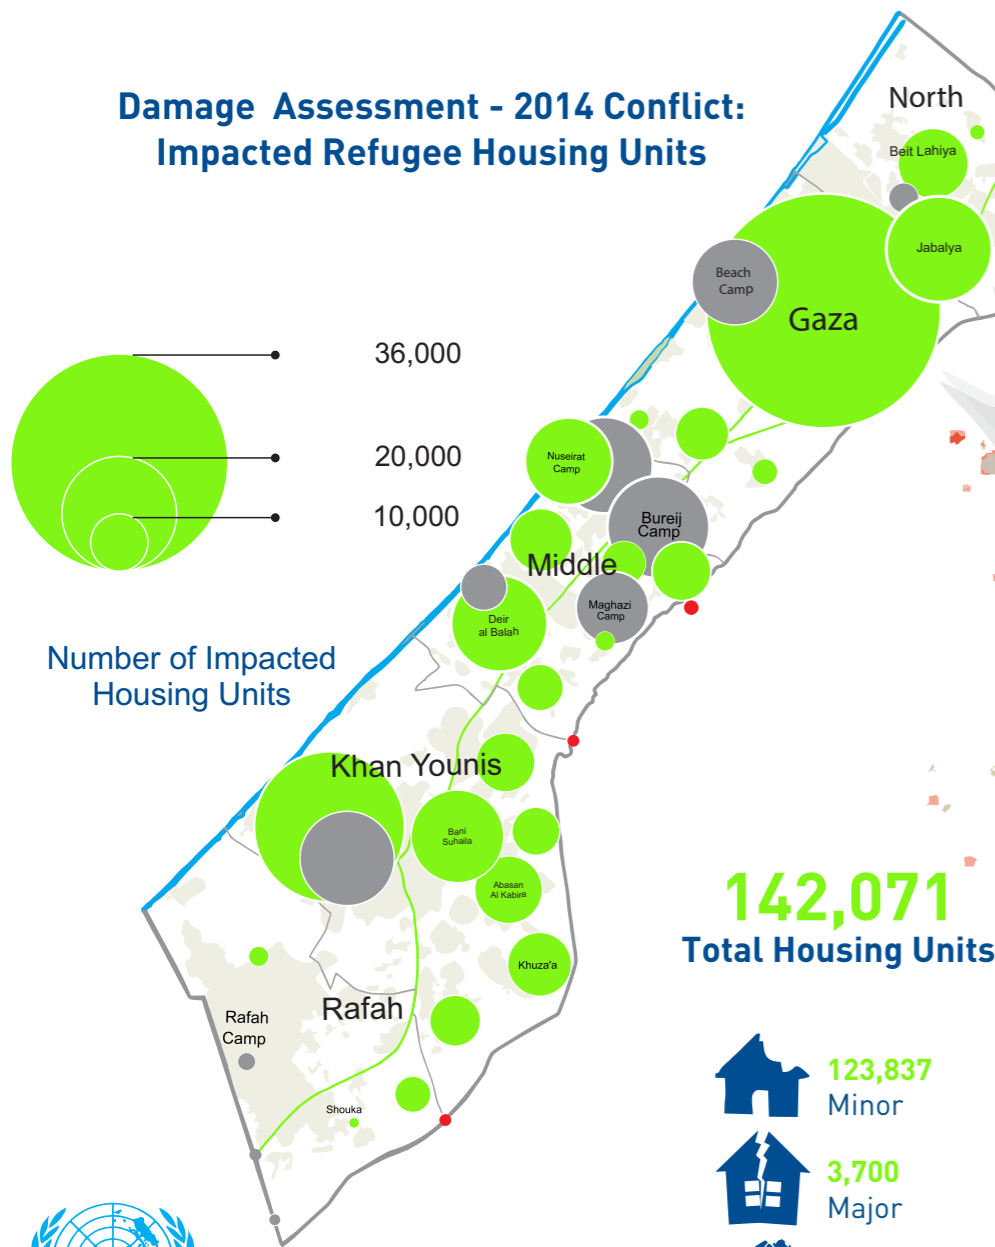 Damage Assessment - 2014 Conflict:
Impacted Refugee Housing Units
North
Beit Lahiya
Jabalya
Beach
Camp
Gaza
36,000
20,000
10,000
Number of Impacted
Housing Units
Nuseirat
Camp
Bureij
Camp
Middle
Maghazi
Camp
Deir
al Balah
Khan Younis
Bani
Suhaila
Abasan
Al Kabira
Khuza'a
Rafah
Rafah
Camp
Shouka
142,071
Total Housing Units
123,837
Minor
3,700
Major